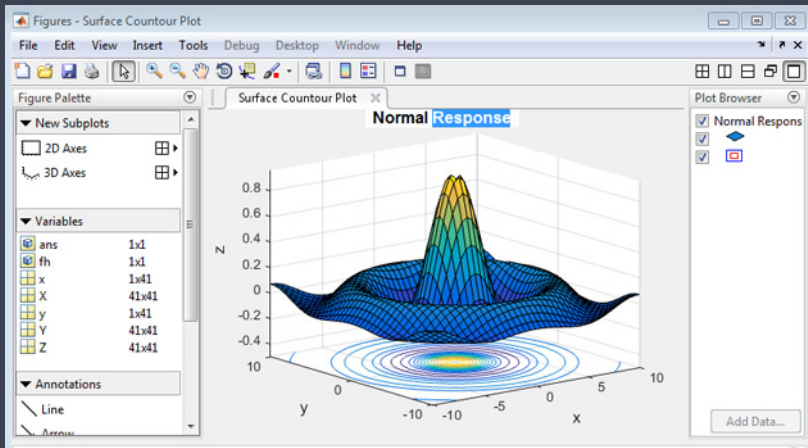 Figures - Surface Countour Plot
File Edit View Insert Tools Debug Desktop Window Help
Figure Palette
New Subplots
2D Axes
3D Axes
Variables
ans 1x1
fh 1x1
x 1x41
X 41x41
y 1x41
Y 41x41
Z 41x41
Annotations
Line
Arrow
Surface Countour Plot
Normal Response
0.8
0.6
0.4
0.2
0
-0.2
-0.4
z
10
0
-10
y
-10
-5
0
5
10
x
Plot Browser
Normal Respons
Add Data...